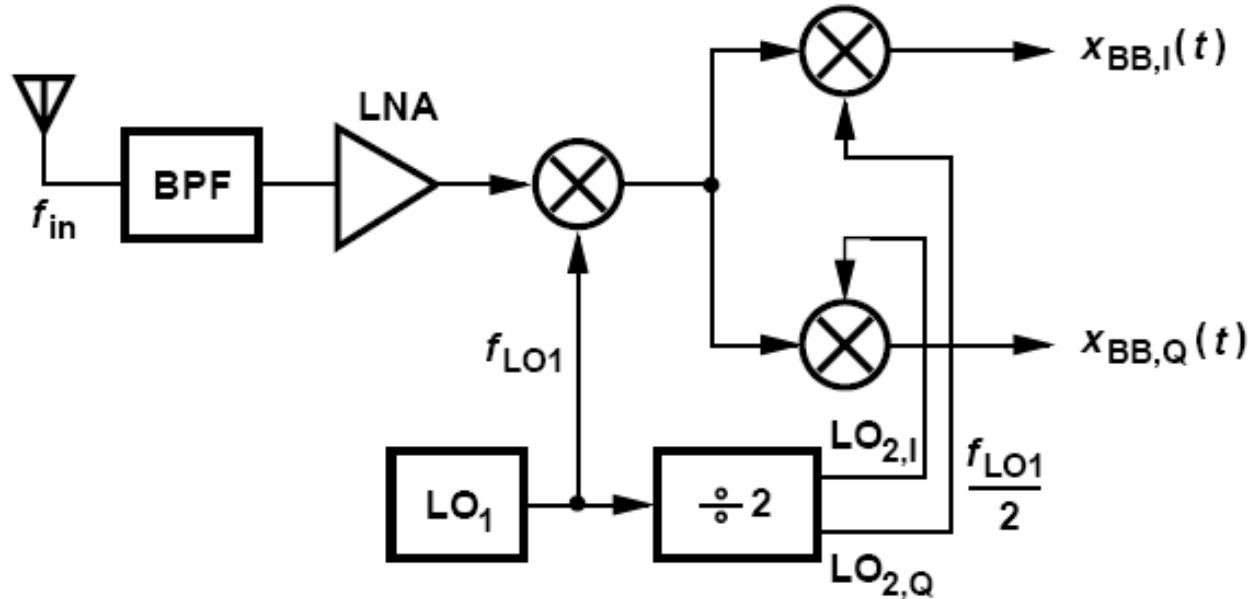 LNA
BPF
f_in
x_BB,I(t)
x_BB,Q(t)
f_LO1
LO_1
÷ 2
LO_2,I
f_LO1
2
LO_2,Q